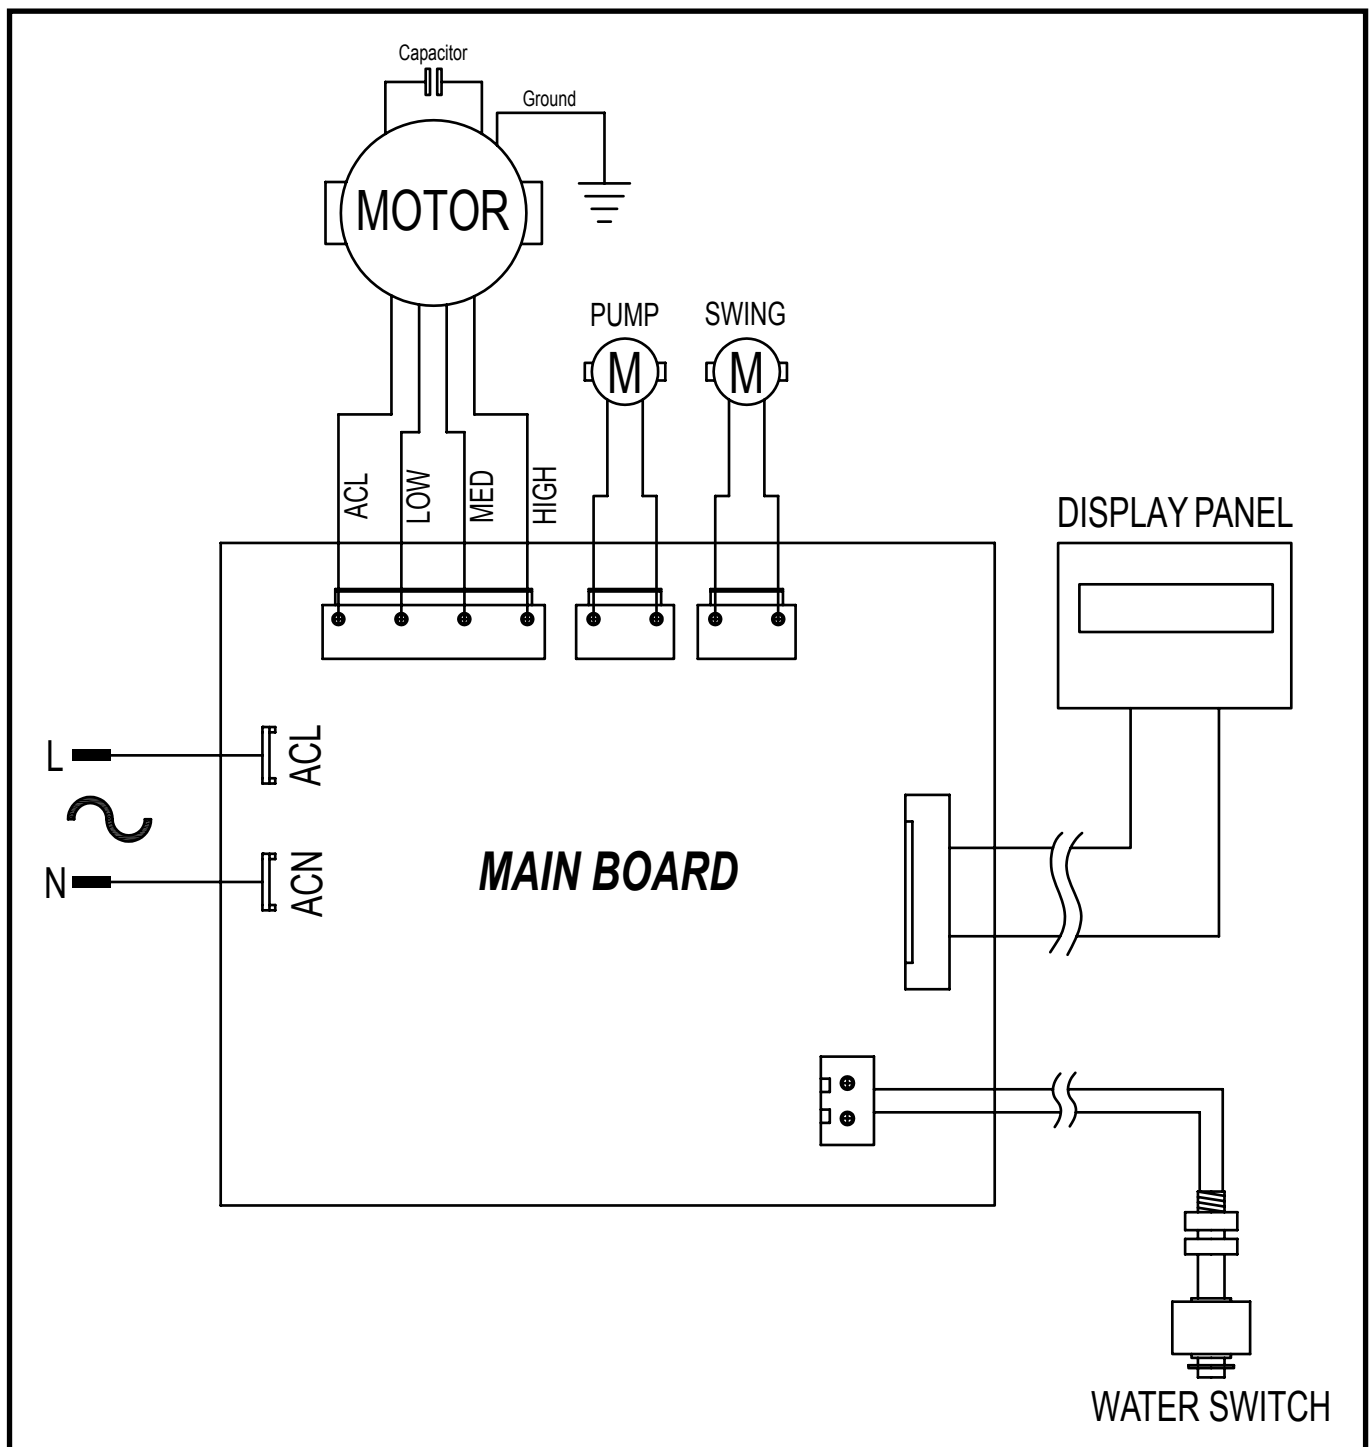 Capacitor
Ground
MOTOR
PUMP
SWING
M
M
ACL
LOW
MED
HIGH
DISPLAY PANEL
L
ACL
N
ACN
MAIN BOARD
WATER SWITCH